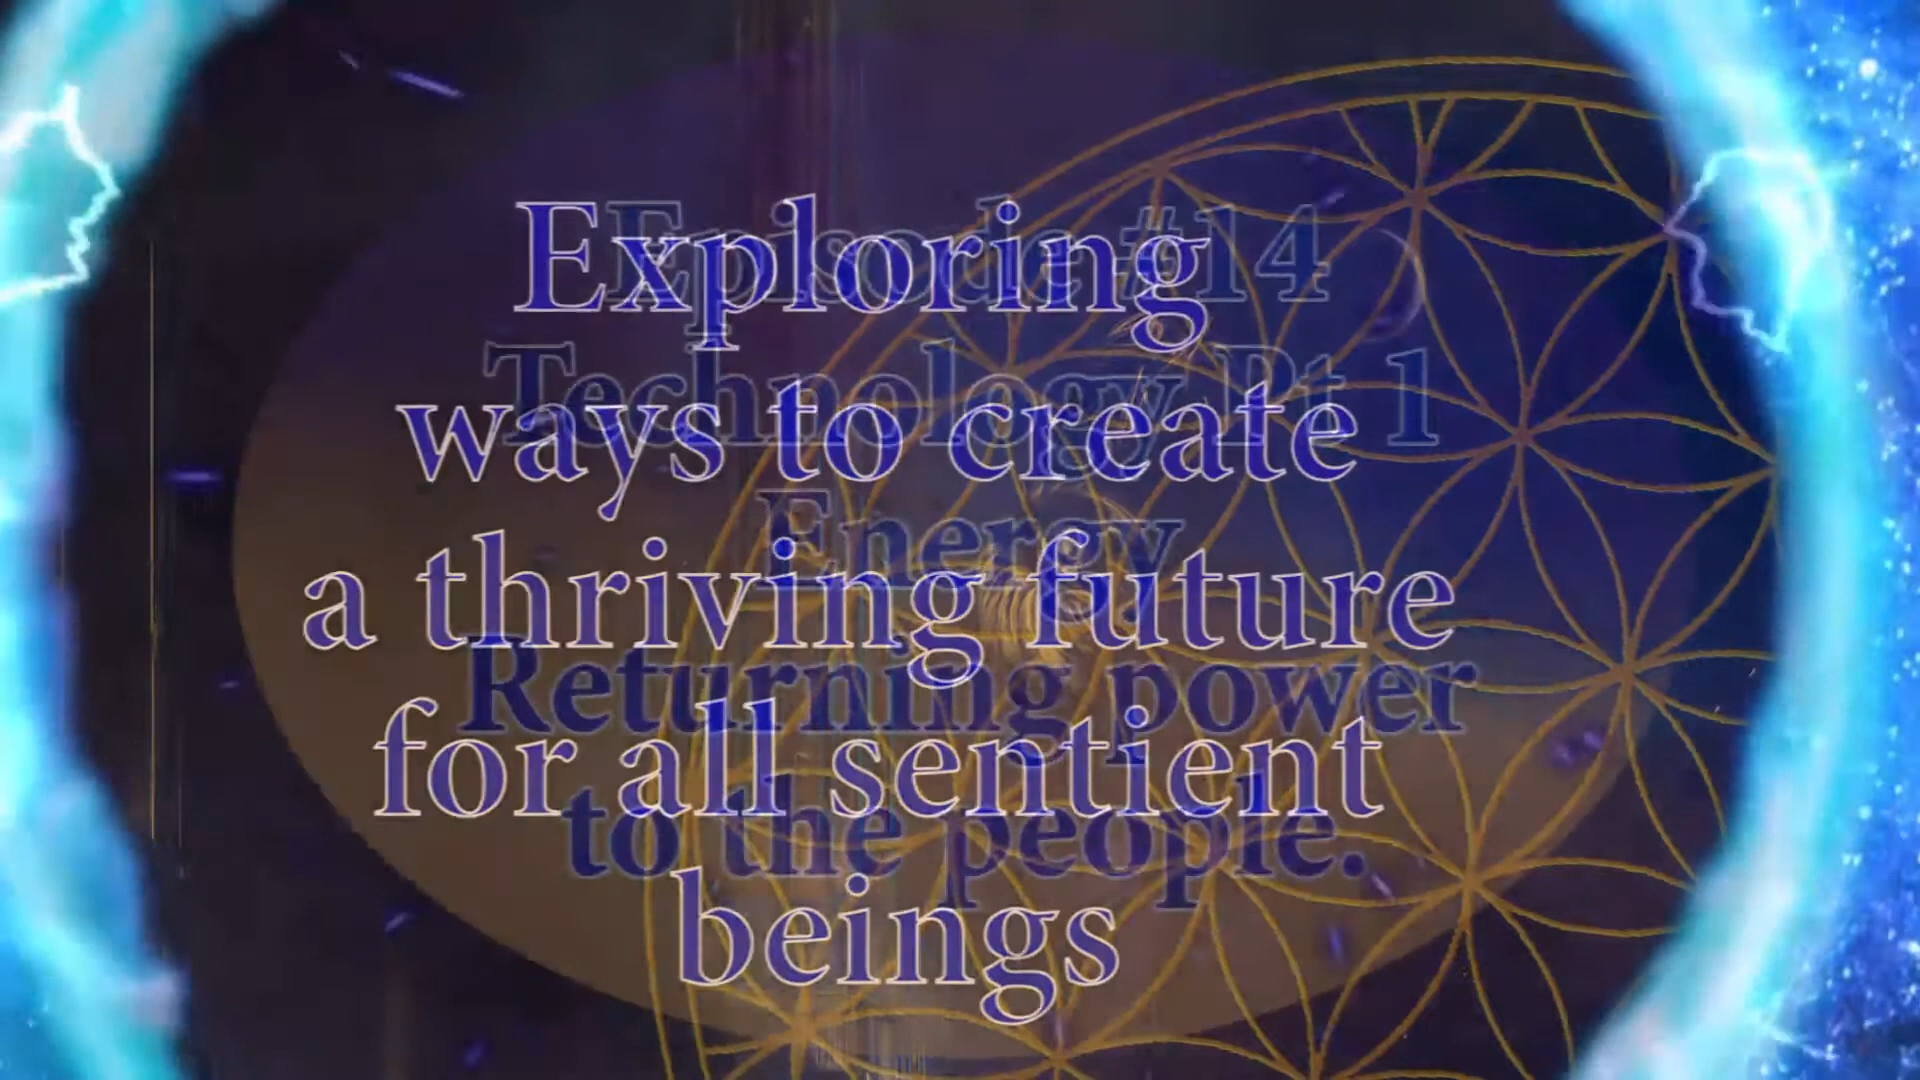 Exploring
ways to create
a thriving future
for all sentient
beings
Episode #14
Technology Pt 1
Energy
Returning power
to the people.